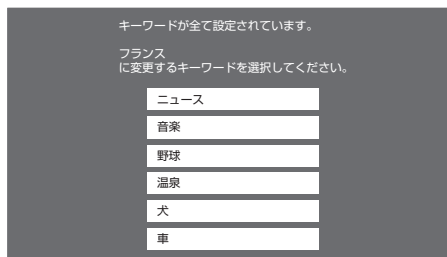 キーワードが全て設定されています。
フランス
に変更するキーワードを選択してください。
ニュース
音楽
野球
温泉
犬
車